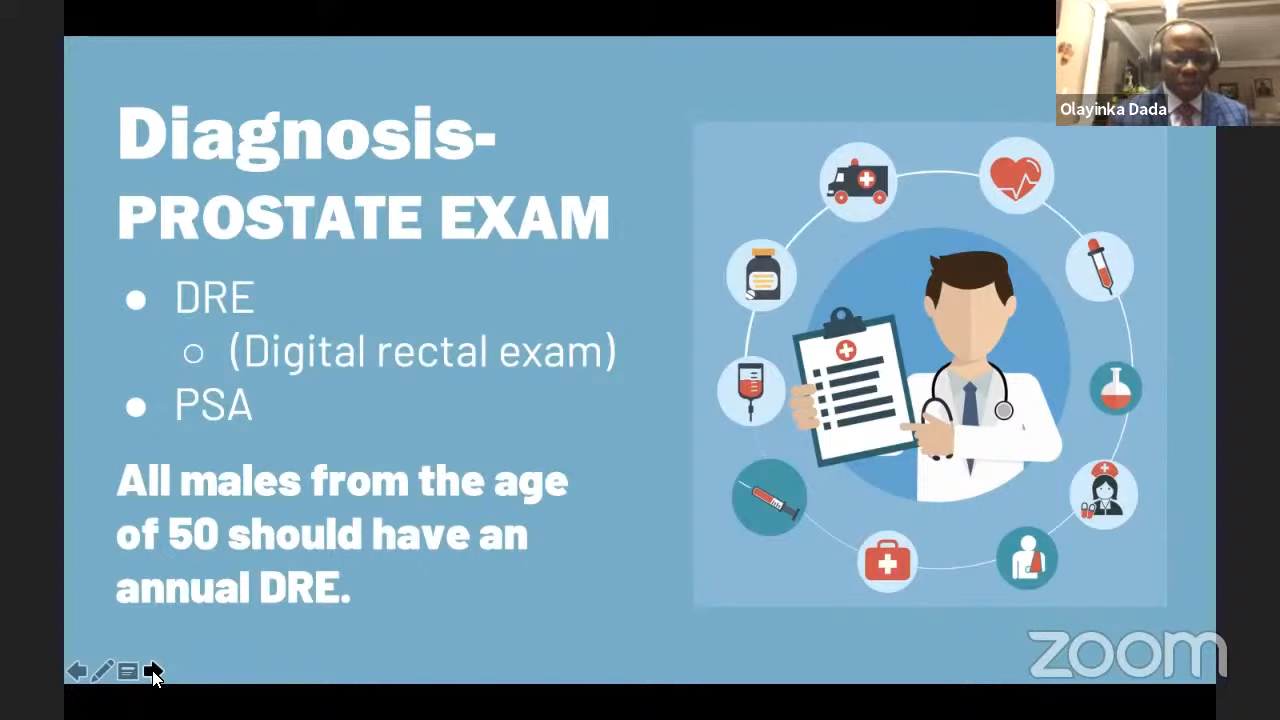 Diagnosis-
PROSTATE EXAM
● DRE
○ (Digital rectal exam)
● PSA
All males from the age
of 50 should have an
annual DRE.
Olayinka Dada
zoom